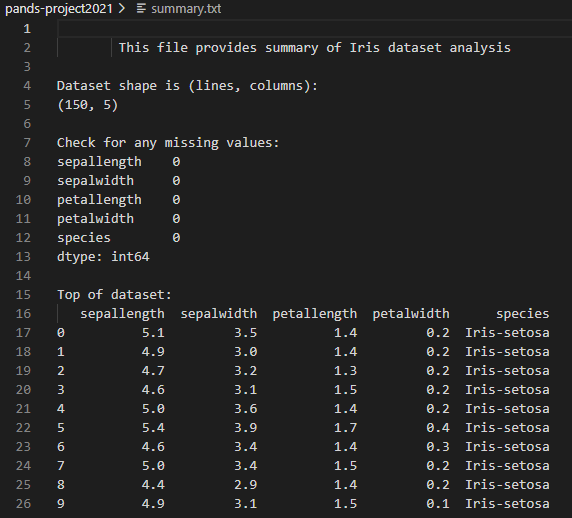 pands-project2021 > summary.txt
1
2 This file provides summary of Iris dataset analysis
3
4 Dataset shape is (lines, columns):
5 (150, 5)
6
7 Check for any missing values:
8 sepallength 0
9 sepalwidth 0
10 petallength 0
11 petalwidth 0
12 species 0
13 dtype: int64
14
15 Top of dataset:
16 sepallength sepalwidth petallength petalwidth species
17 0 5.1 3.5 1.4 0.2 Iris-setosa
18 1 4.9 3.0 1.4 0.2 Iris-setosa
19 2 4.7 3.2 1.3 0.2 Iris-setosa
20 3 4.6 3.1 1.5 0.2 Iris-setosa
21 4 5.0 3.6 1.4 0.2 Iris-setosa
22 5 5.4 3.9 1.7 0.4 Iris-setosa
23 6 4.6 3.4 1.4 0.3 Iris-setosa
24 7 5.0 3.4 1.5 0.2 Iris-setosa
25 8 4.4 2.9 1.4 0.2 Iris-setosa
26 9 4.9 3.1 1.5 0.1 Iris-setosa